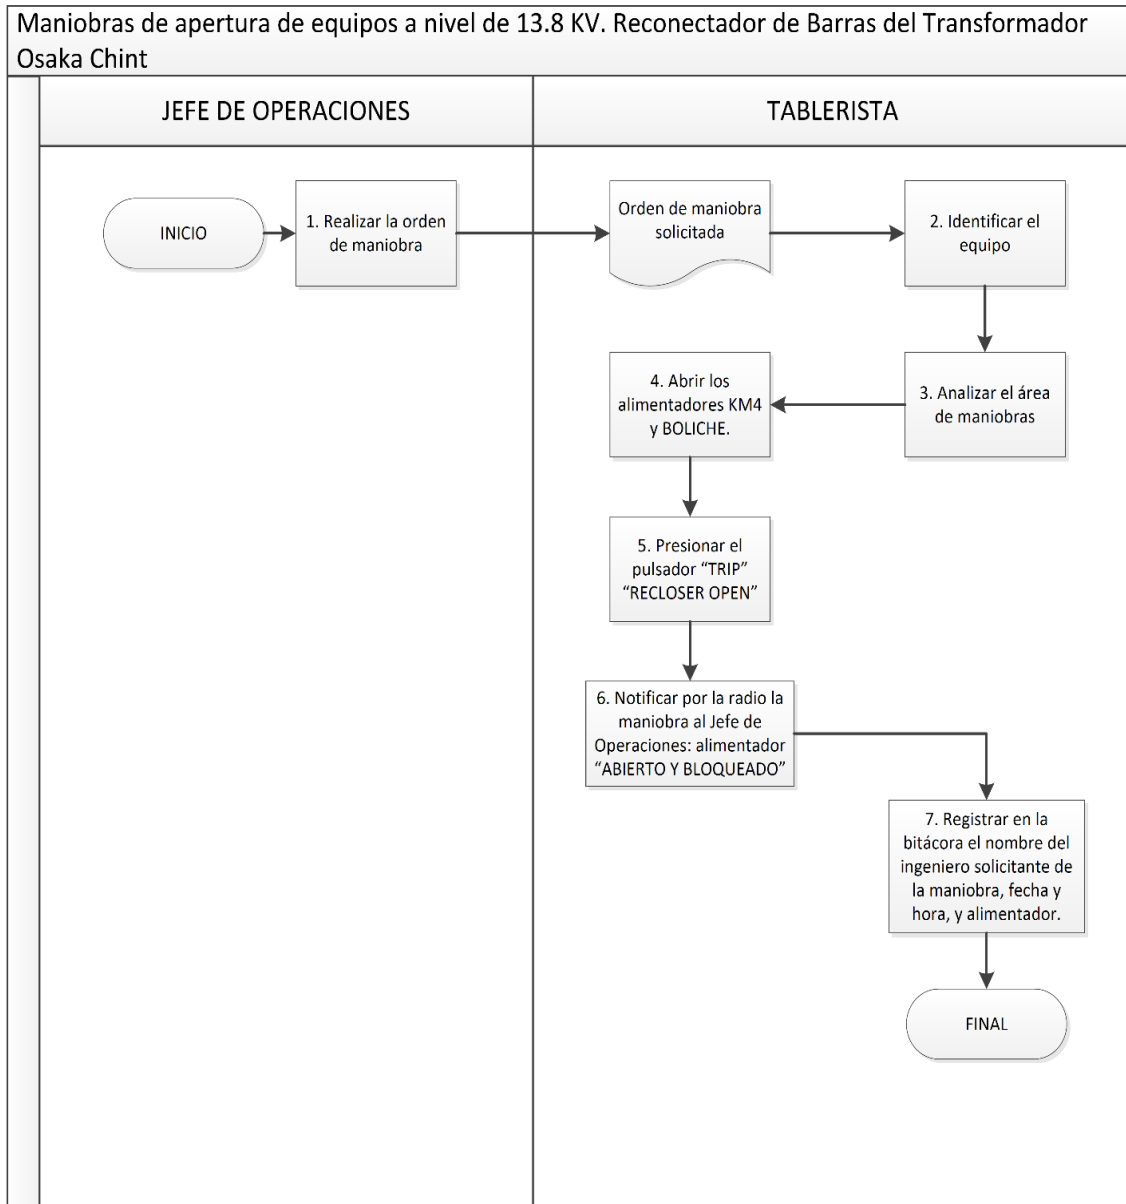 Maniobras de apertura de equipos a nivel de 13.8 KV. Reconectador de Barras del Transformador
Osaka Chint
JEFE DE OPERACIONES
TABLERISTA
INICIO
1. Realizar la orden
de maniobra
Orden de maniobra
solicitada
2. Identificar el
equipo
3. Analizar el área
de maniobras
4. Abrir los
alimentadores KM4
y BOLICHE.
5. Presionar el
pulsador “TRIP”
“RECLOSER OPEN”
6. Notificar por la radio la
maniobra al Jefe de
Operaciones: alimentador
“ABIERTO Y BLOQUEADO”
7. Registrar en la
bitácora el nombre del
ingeniero solicitante de
la maniobra, fecha y
hora, y alimentador.
FINAL